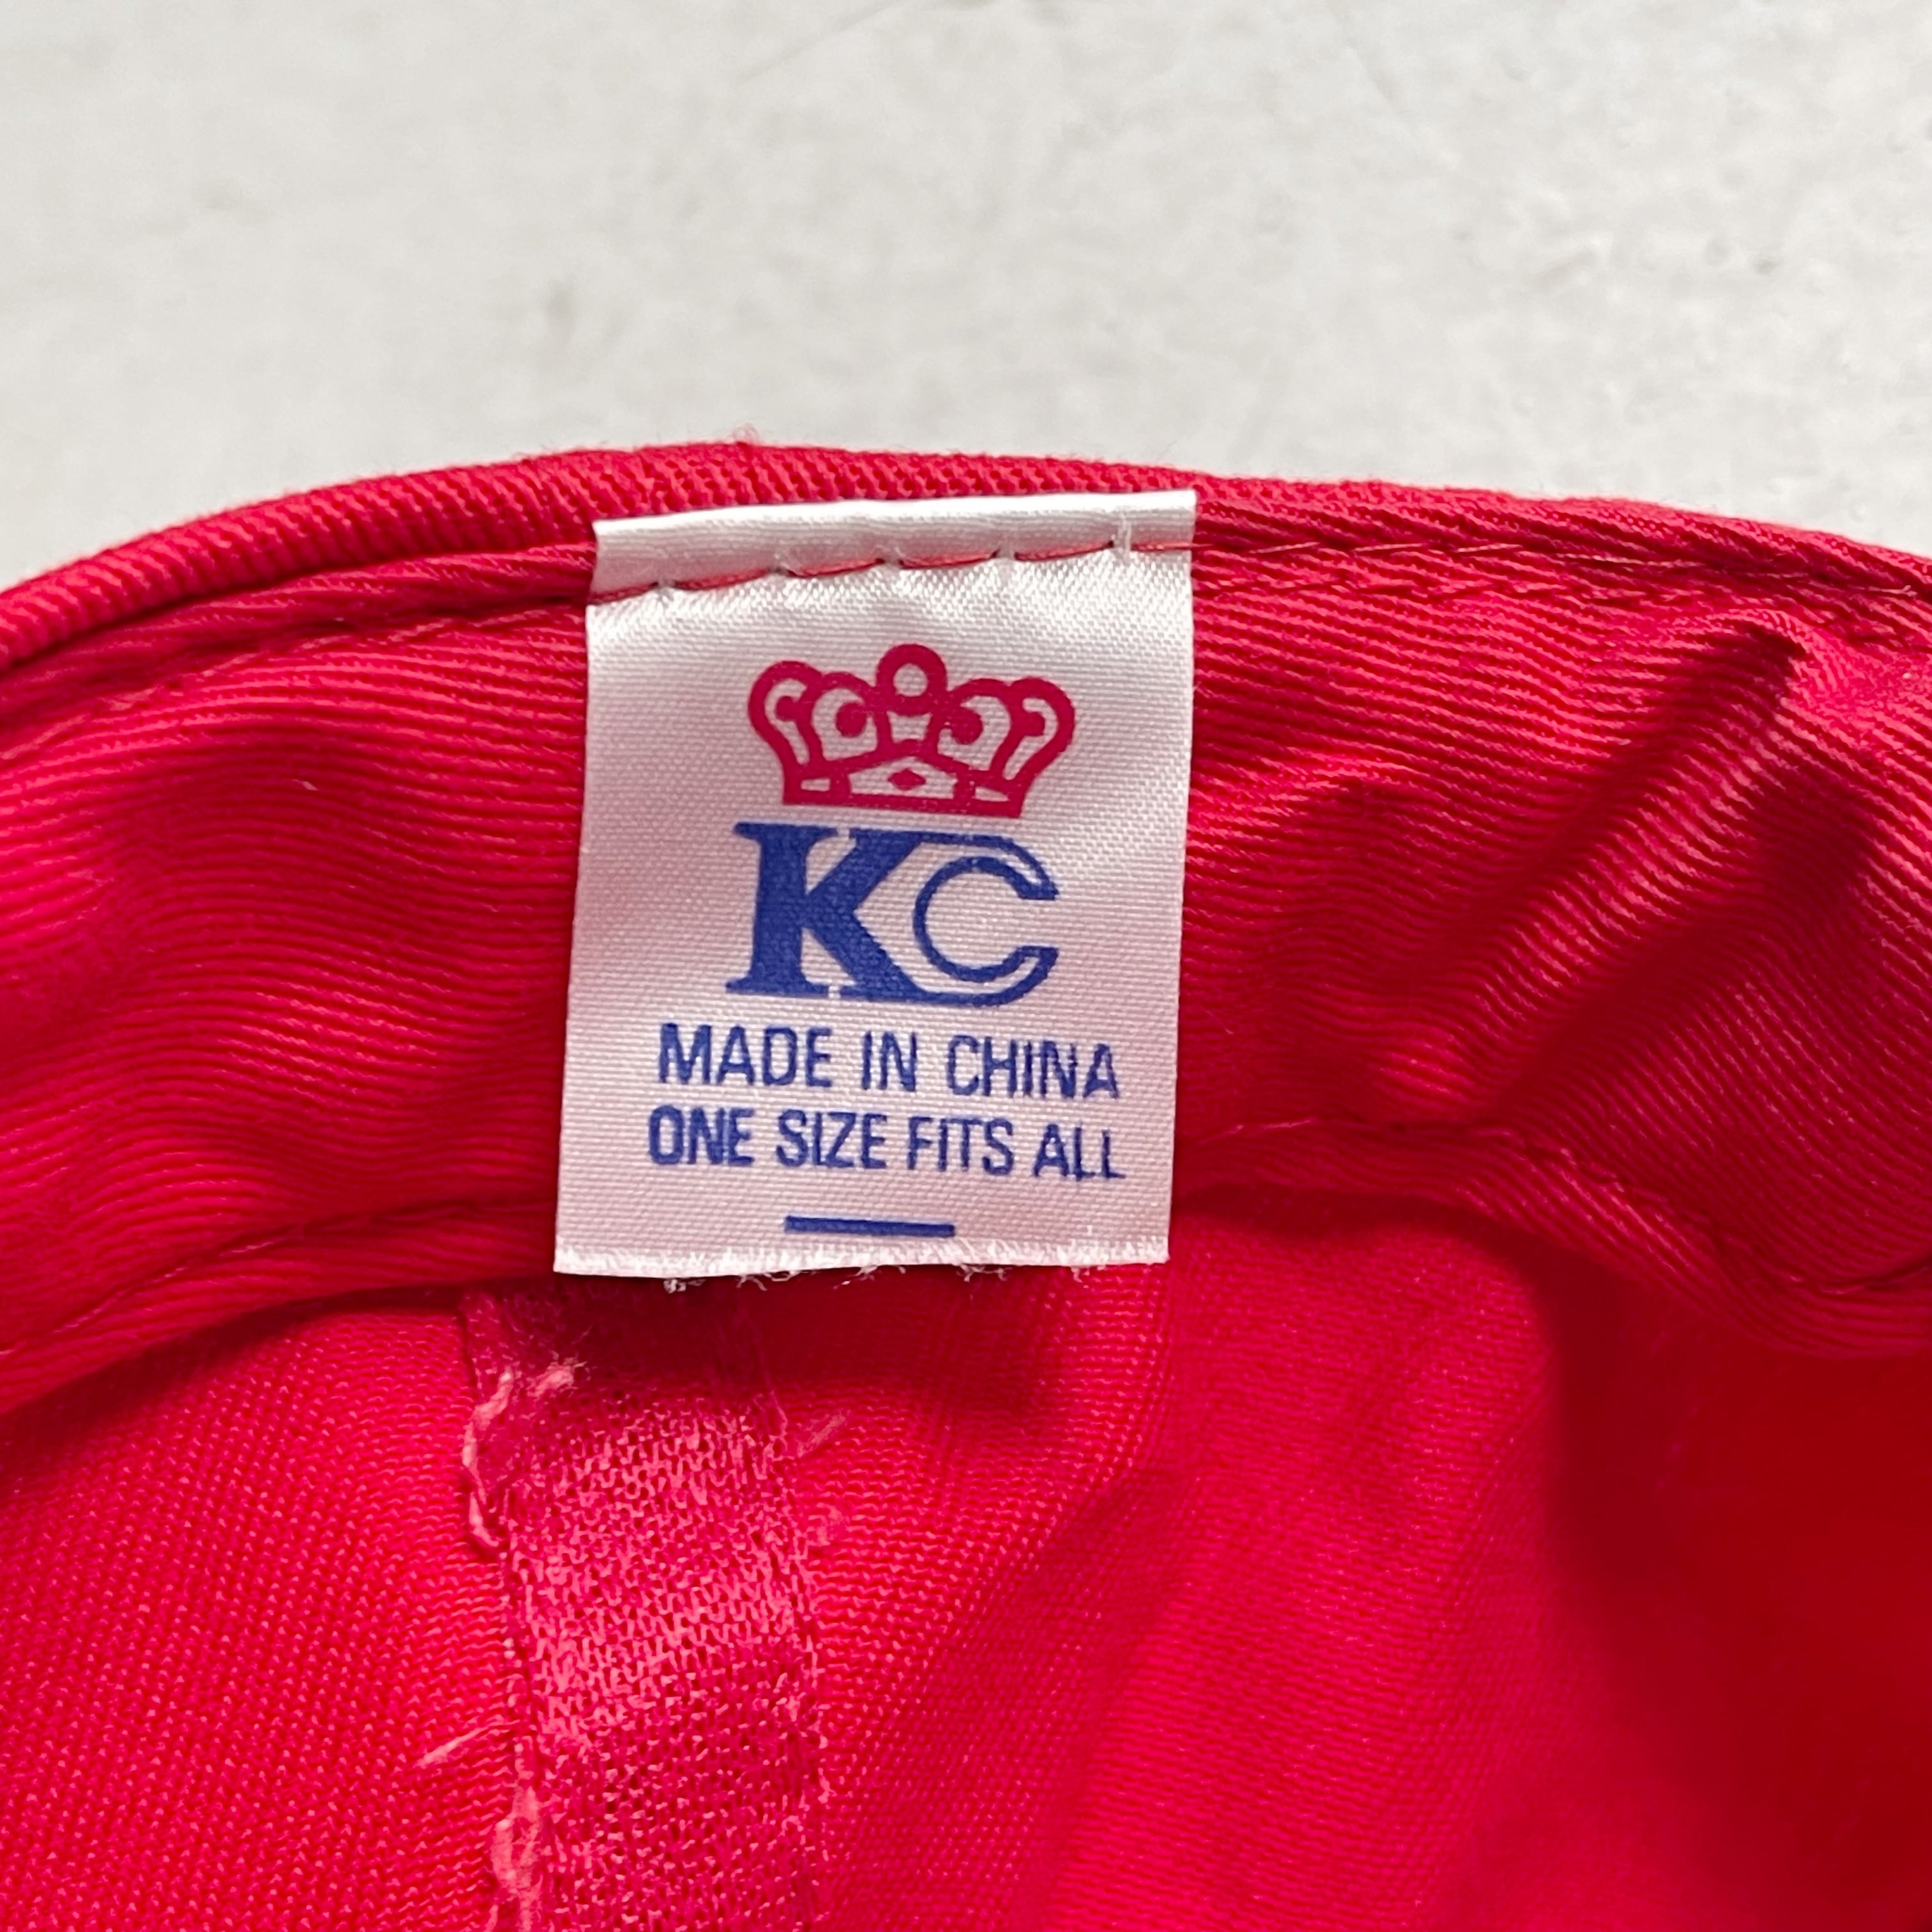 KC
MADE IN CHINA
ONE SIZE FITS ALL